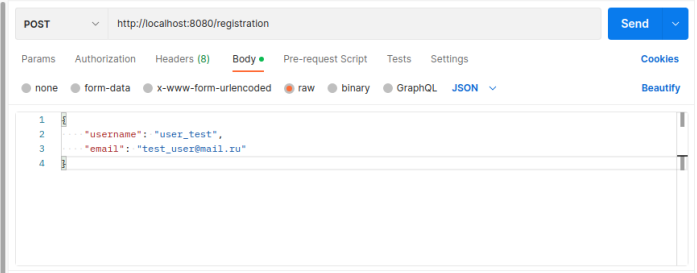 POST http://localhost:8080/registration Send
Params Authorization Headers (8) Body Pre-request Script Tests Settings Cookies
none form-data x-www-form-urlencoded raw binary GraphQL JSON Beautify
1 {
2 "username": "user_test",
3 "email": "test_user@mail.ru"
4 }